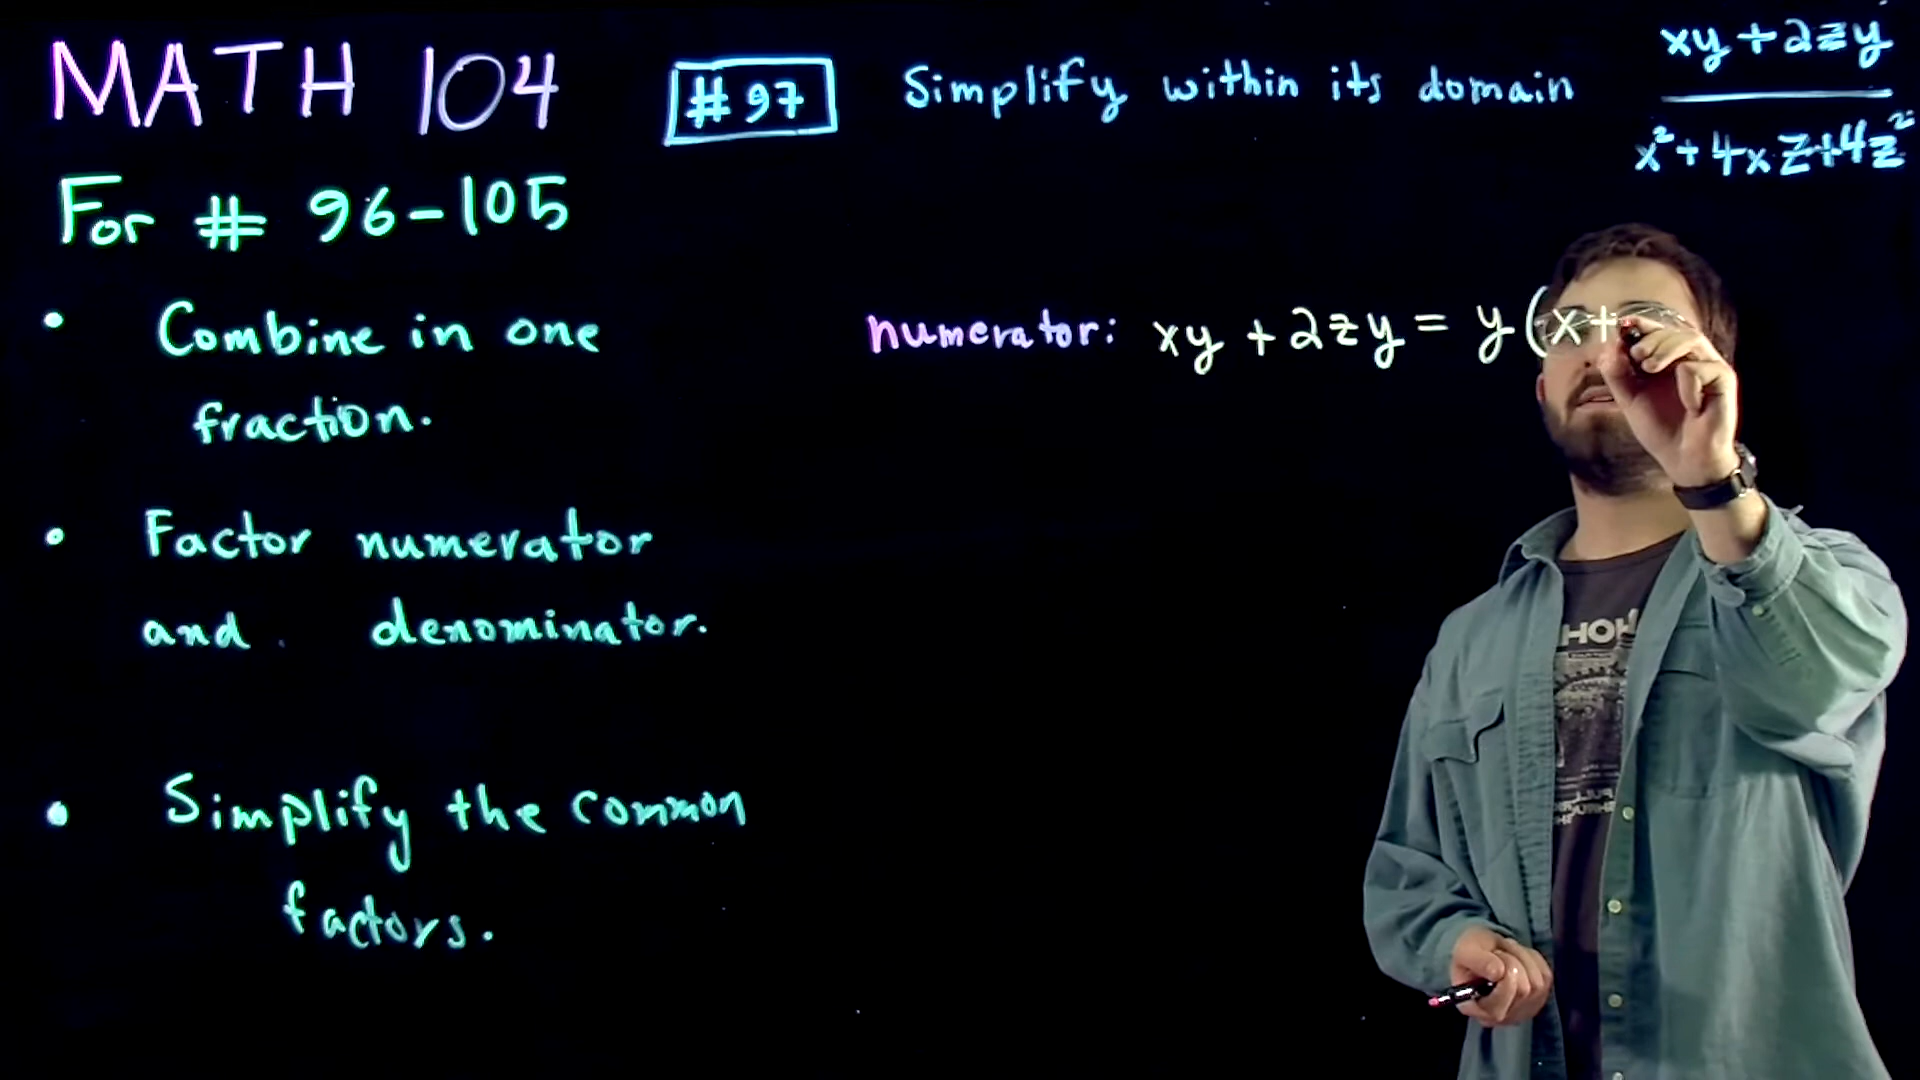 MATH 104
#97 Simplify within its domain
xy + 2zy
x² + 4xz + 4z²
For # 96-105
• Combine in one
fraction.
• Factor numerator
and denominator.
• Simplify the common
factors.
numerator: xy + 2zy = y(x+